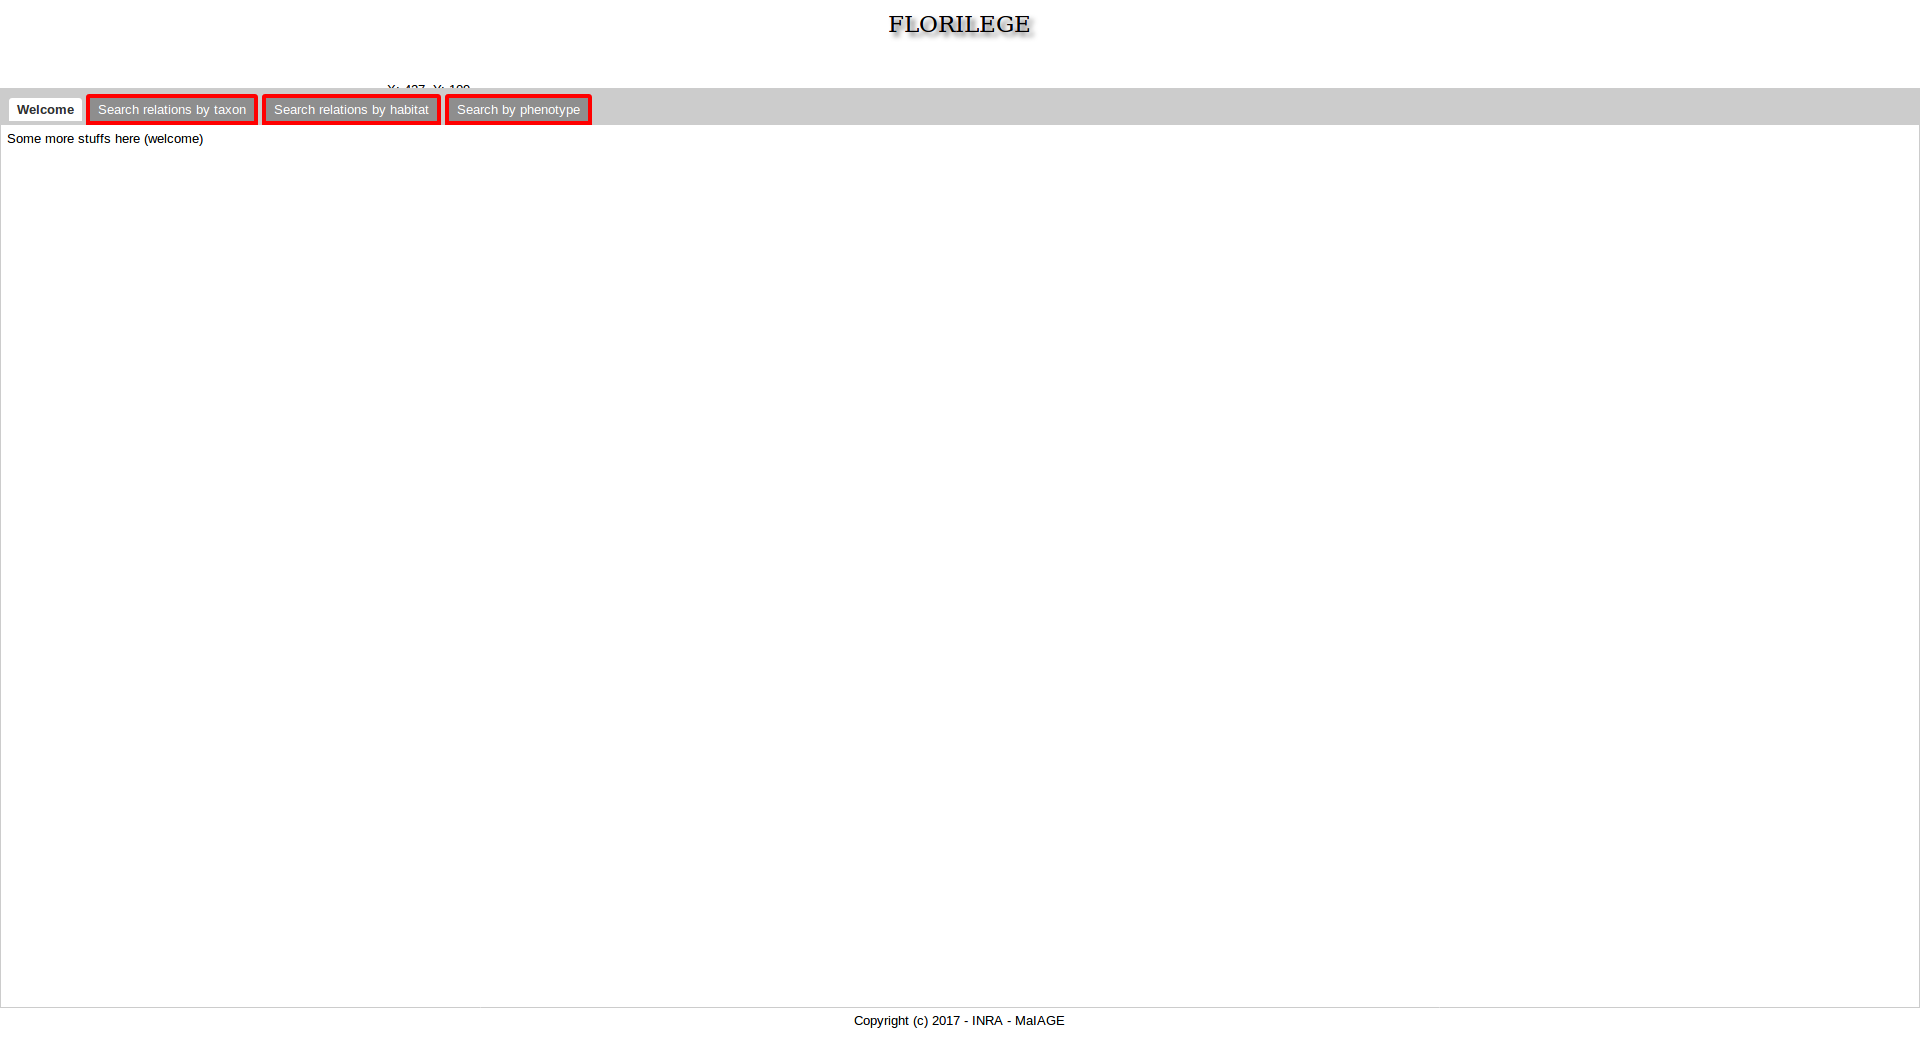 FLORILEGE
Welcome
Search relations by taxon
Search relations by habitat
Search by phenotype
Some more stuffs here (welcome)
Copyright (c) 2017 - INRA - MaIAGE